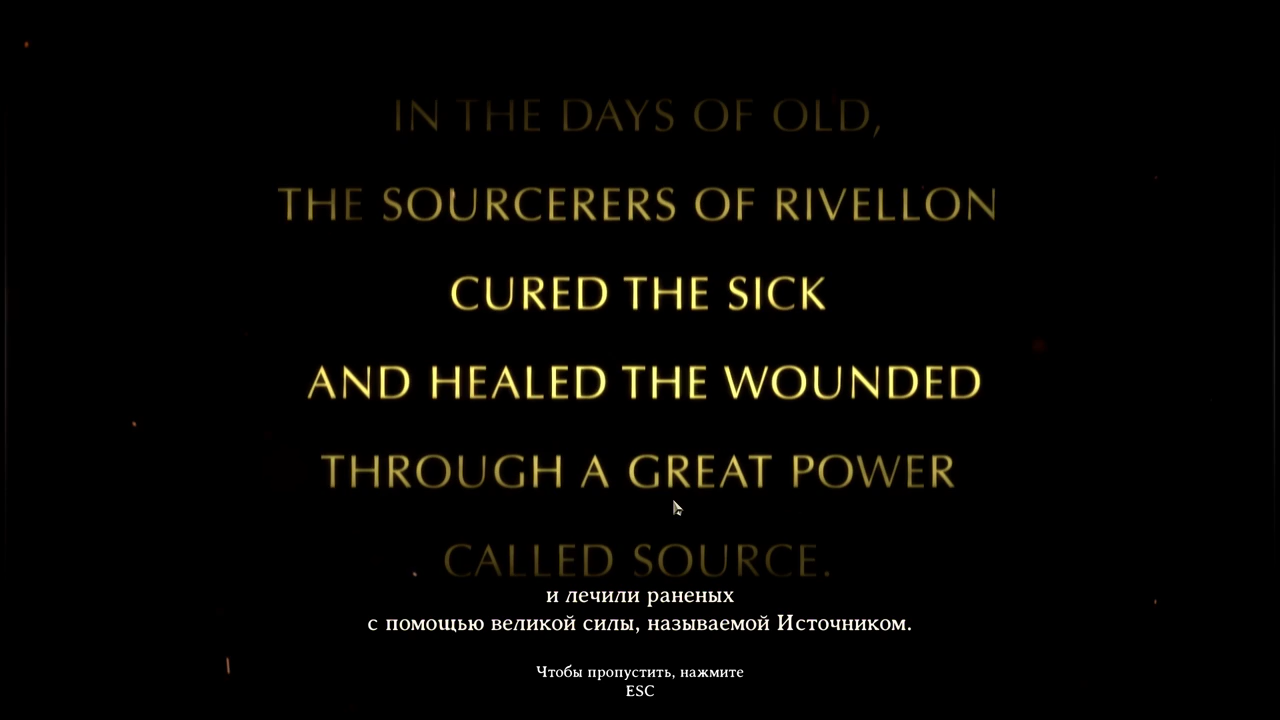 IN THE DAYS OF OLD,
THE SOURCERERS OF RIVELLON
CURED THE SICK
AND HEALED THE WOUNDED
THROUGH A GREAT POWER
CALLED SOURCE.
и лечили раненых
с помощью великой силы, называемой Источником.
Чтобы пропустить, нажмите
ESC